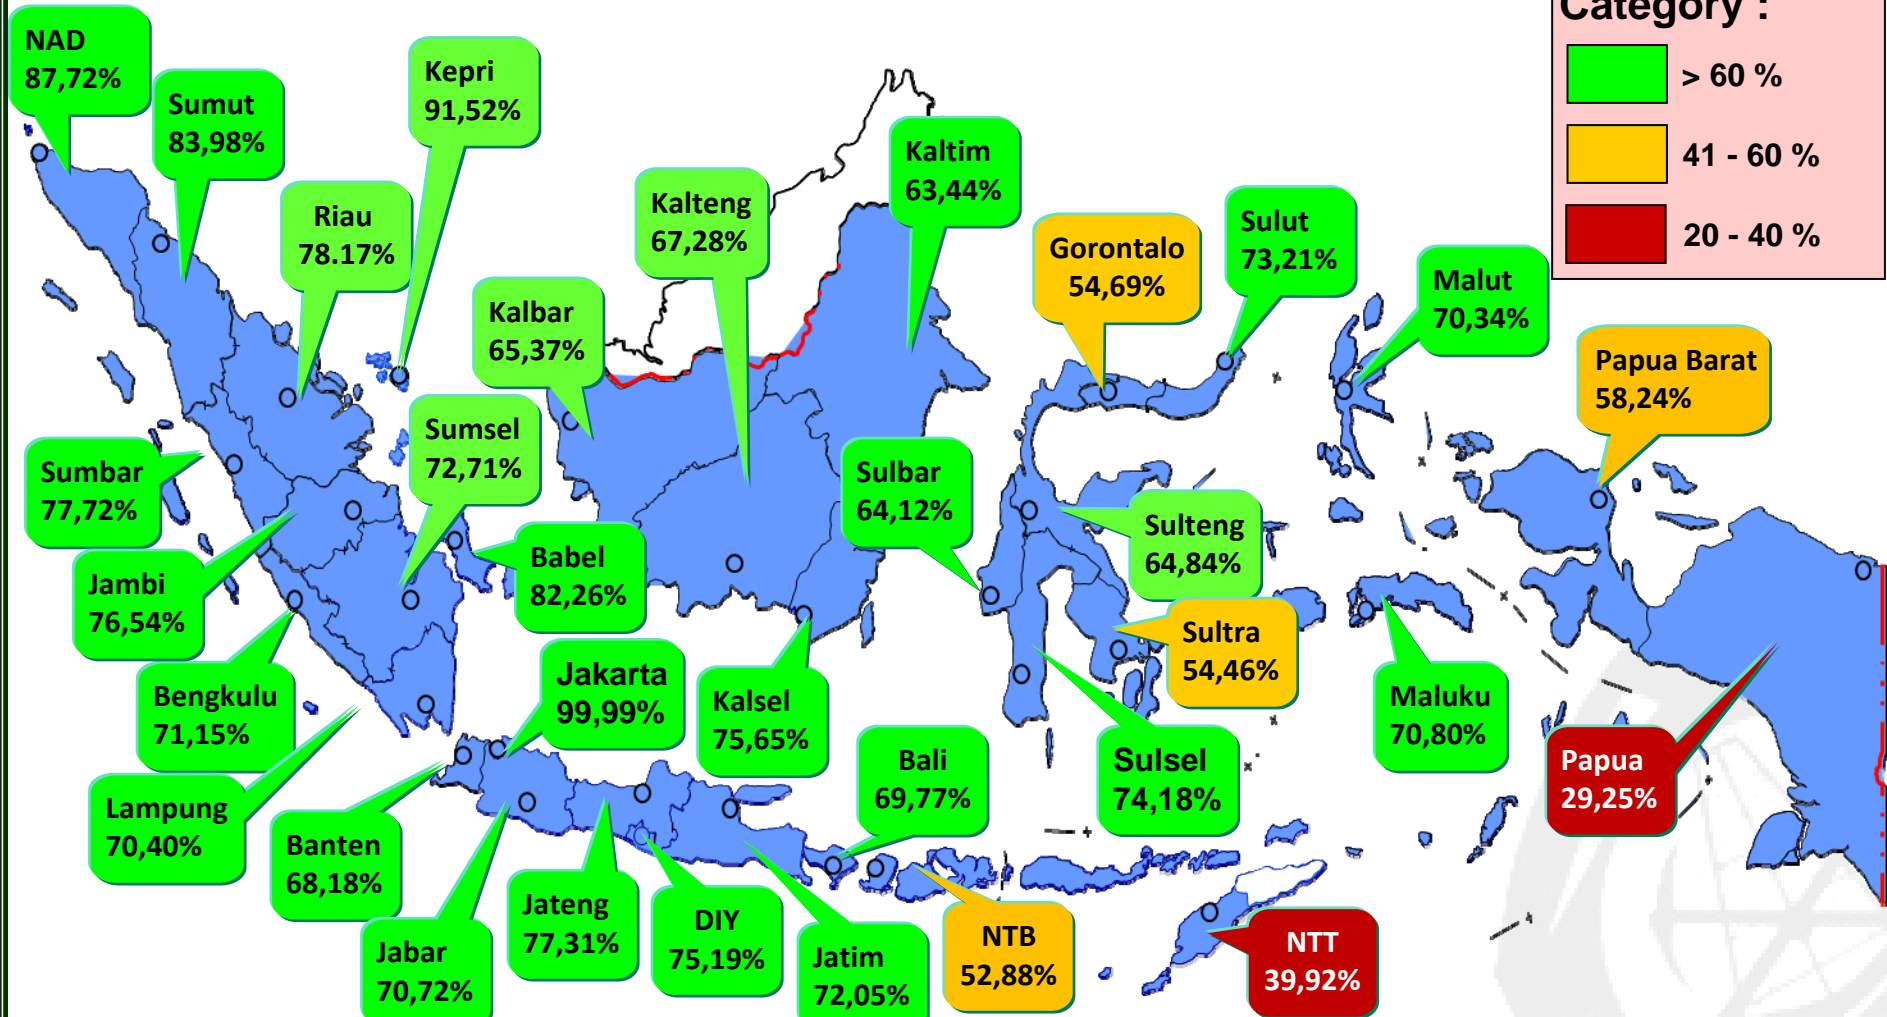 Category :
> 60 %
41 - 60 %
20 - 40 %
NAD
87,72%
Sumut
83,98%
Kepri
91,52%
Riau
78.17%
Kalteng
67,28%
Kaltim
63,44%
Kalbar
65,37%
Gorontalo
54,69%
Sulut
73,21%
Malut
70,34%
Papua Barat
58,24%
Sumbar
77,72%
Sumsel
72,71%
Sulbar
64,12%
Sulteng
64,84%
Jambi
76,54%
Babel
82,26%
Sultra
54,46%
Bengkulu
71,15%
Jakarta
99,99%
Kalsel
75,65%
Maluku
70,80%
Bali
69,77%
Sulsel
74,18%
Papua
29,25%
Lampung
70,40%
Banten
68,18%
Jabar
70,72%
Jateng
77,31%
DIY
75,19%
Jatim
72,05%
NTB
52,88%
NTT
39,92%